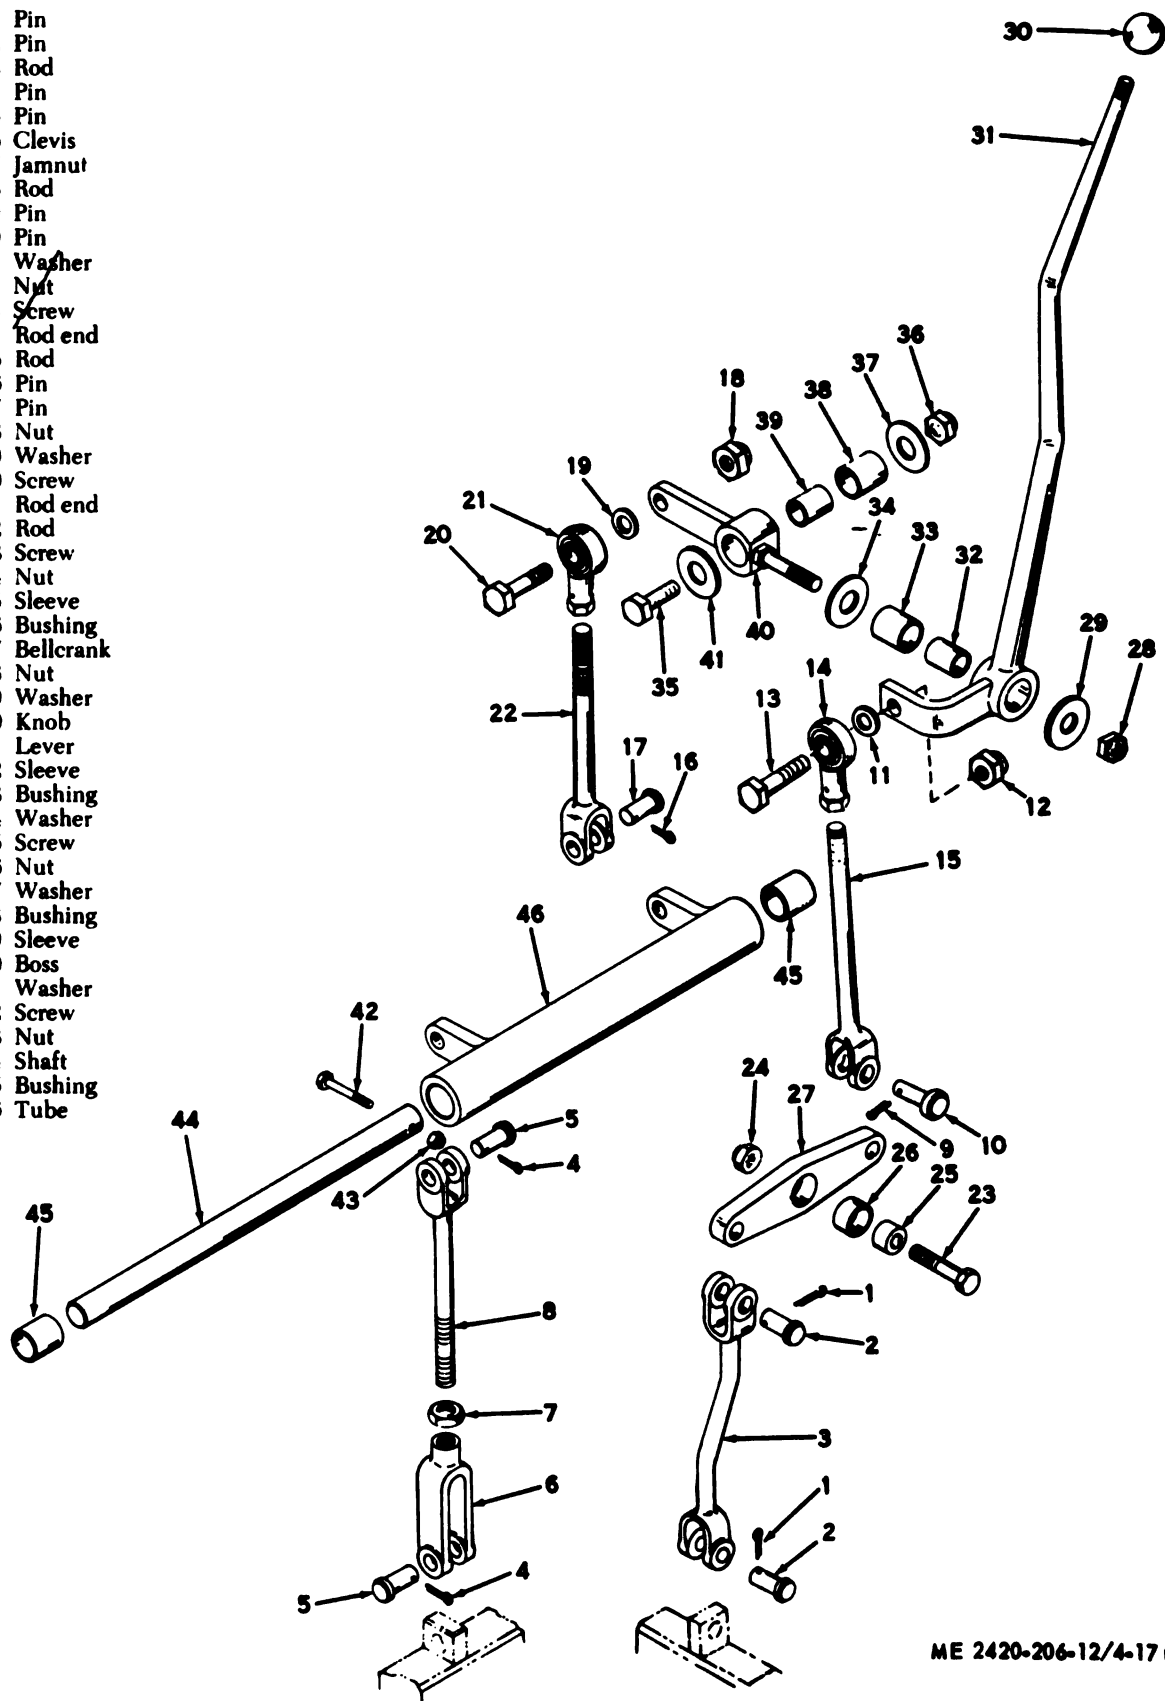 Pin
Pin
Rod
Pin
Pin
Clevis
Jamnut
Rod
Pin
Pin
Washer
Nut
Screw
Rod end
Rod
Pin
Pin
Nut
Washer
Screw
Rod end
Rod
Screw
Nut
Sleeve
Bushing
Bellcrank
Nut
Washer
Knob
Lever
Sleeve
Bushing
Washer
Screw
Nut
Washer
Bushing
Sleeve
Boss
Washer
Screw
Nut
Shaft
Bushing
Tube
30
31
36
37
18
38
39
19
34
21
33
20
32
40
29
41
28
35
14
13
22
17
16
11
12
15
46
45
42
24
27
44
5
10
9
4
26
43
25
23
45
1
8
2
7
3
6
1
2
4
5
ME 2420-206-12/4-17